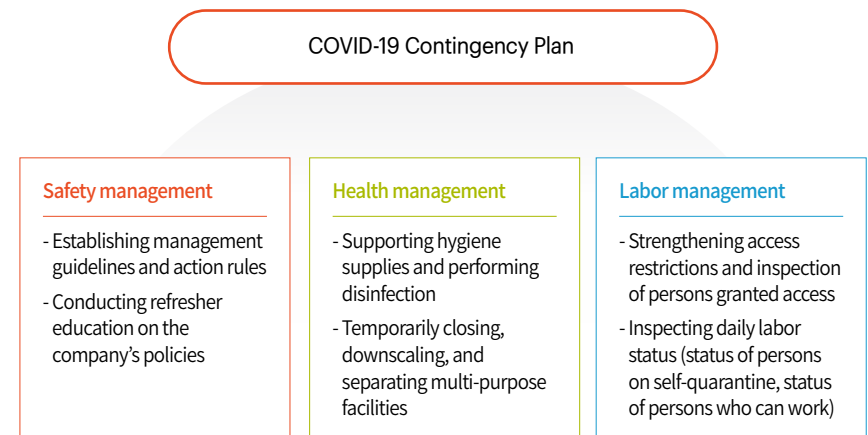 COVID-19 Contingency Plan
Safety management
- Establishing management
guidelines and action rules
- Conducting refresher
education on the
company's policies
Health management
- Supporting hygiene
supplies and performing
disinfection
- Temporarily closing,
downscaling, and
separating multi-purpose
facilities
Labor management
- Strengthening access
restrictions and inspection
of persons granted access
- Inspecting daily labor
status (status of persons
on self-quarantine, status
of persons who can work)